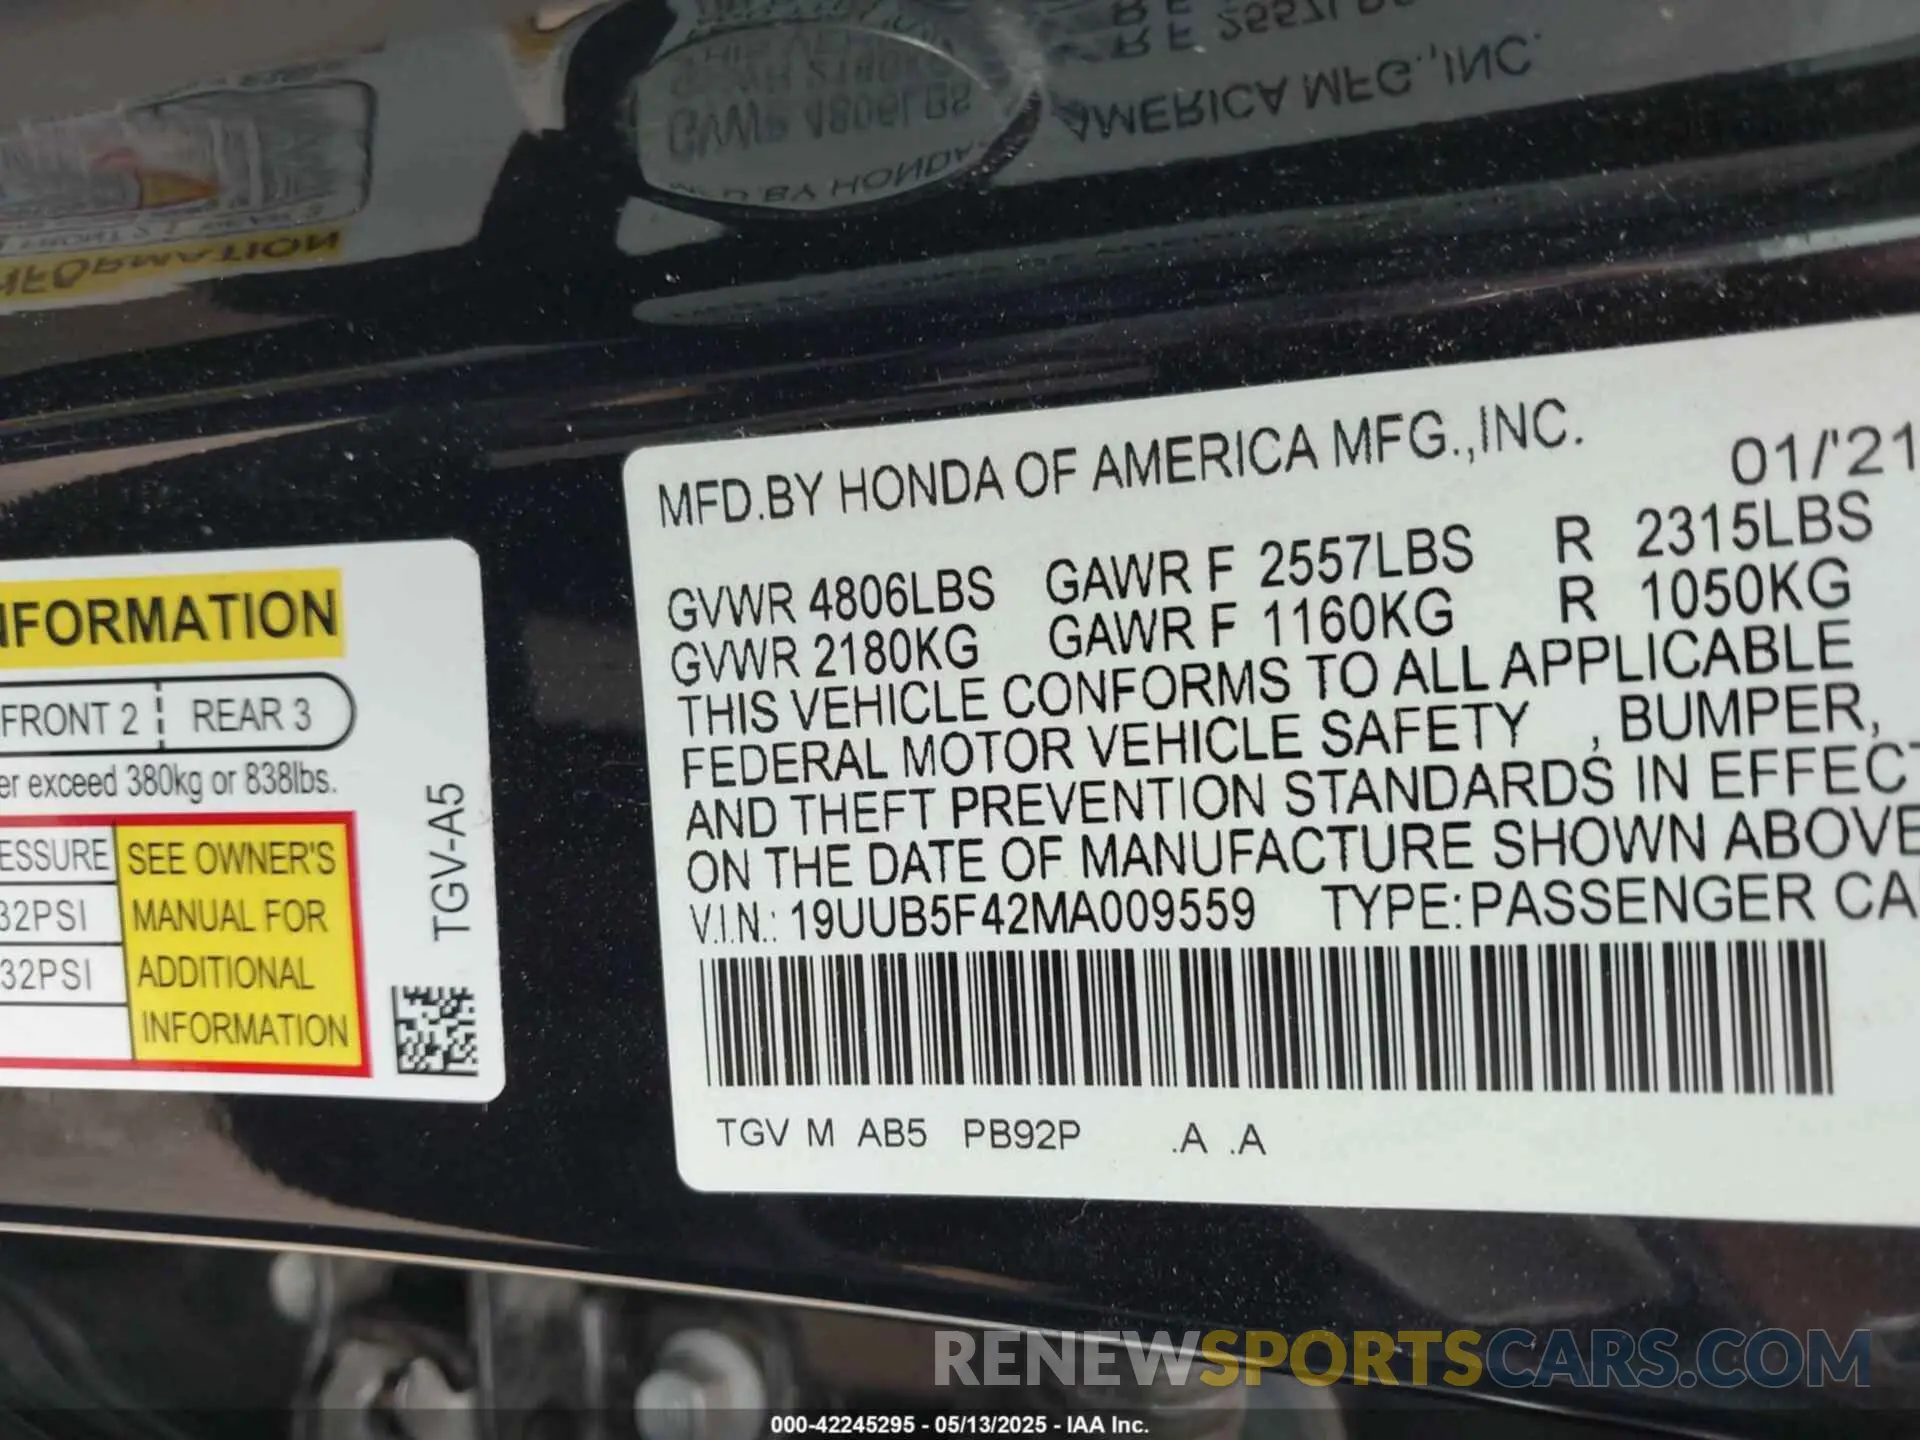 AMERICA MFG.,INC.
R F 2557LBS
GVWR 4806LBS
BY HONDA
INFORMATION
NFORMATION
FRONT 2 REAR 3
er exceed 380kg or 838lbs.
ESSURE
32PSI
32PSI
SEE OWNER'S
MANUAL FOR
ADDITIONAL
INFORMATION
TGV-A5
MFD.BY HONDA OF AMERICA MFG.,INC. 01/'21
GVWR 4806LBS GAWR F 2557LBS R 2315LBS
GVWR 2180KG GAWR F 1160KG R 1050KG
THIS VEHICLE CONFORMS TO ALL APPLICABLE
FEDERAL MOTOR VEHICLE SAFETY , BUMPER,
AND THEFT PREVENTION STANDARDS IN EFFECT
ON THE DATE OF MANUFACTURE SHOWN ABOVE
V.I.N.: 19UUB5F42MA009559 TYPE:PASSENGER CA
TGV M AB5 PB92P .A .A
RENEWSPORTSCARS.COM
000-42245295 - 05/13/2025 - IAA Inc.